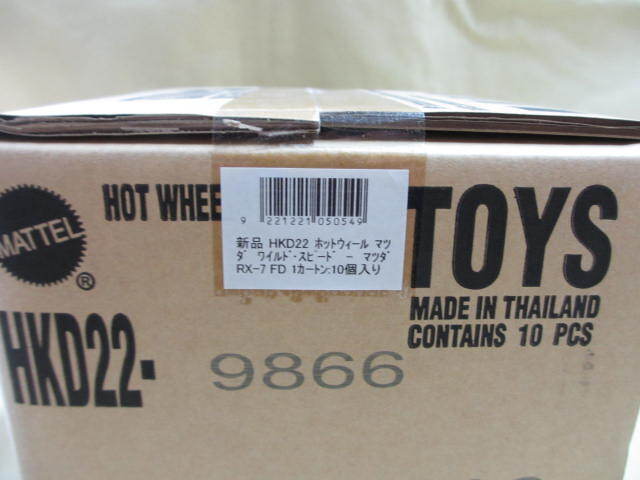 HOT WHEE
TOYS
MATTEL
®
9 221221 050549
新品 HKD22 ホットウィール マツ
ダ ワイルド・スピード - マツダ
RX-7 FD 1カートン:10個入り
MADE IN THAILAND
CONTAINS 10 PCS
HKD22-
9866